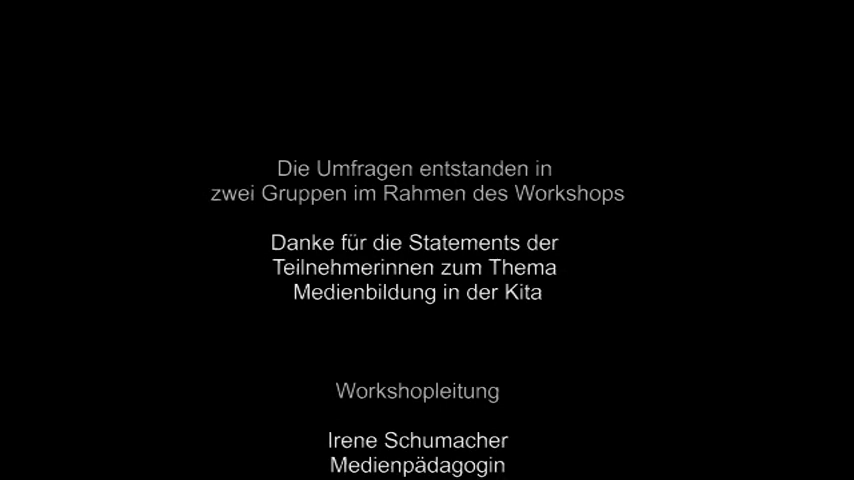 Die Umfragen entstanden in
zwei Gruppen im Rahmen des Workshops
Danke für die Statements der
Teilnehmerinnen zum Thema
Medienbildung in der Kita
Workshopleitung
Irene Schumacher
Medienpädagogin